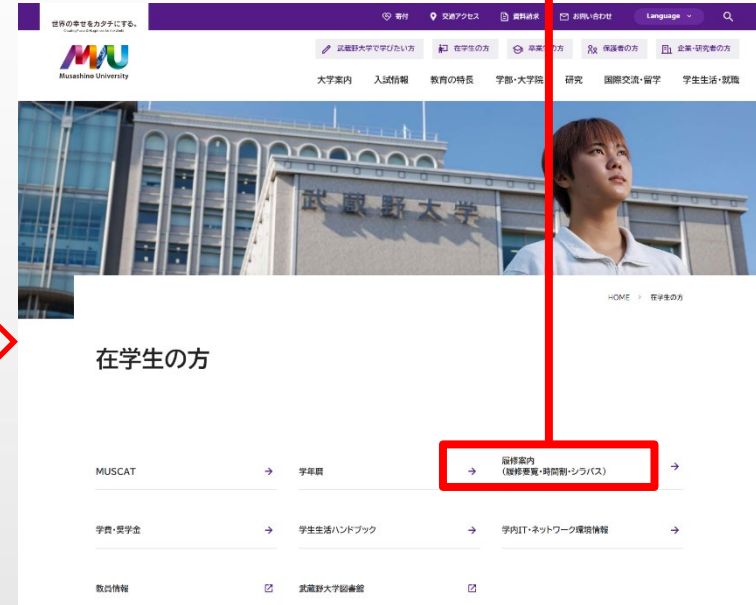 世界の幸せをカタチにする。
Musashino University
寄付 交通アクセス 資料請求 お問い合わせ Language
武蔵野大学で学びたい方 在学生の方 卒業生の方 保護者の方 企業・研究者の方
大学案内 入試情報 教育の特長 学部・大学院 研究 国際交流・留学 学生生活・就職
武蔵野大学
HOME > 在学生の方
在学生の方
MUSCAT
学年暦
履修案内
(履修要覧・時間割・シラバス)
学費・奨学金
学生生活ハンドブック
学内IT・ネットワーク環境情報
教員情報
武蔵野大学図書館